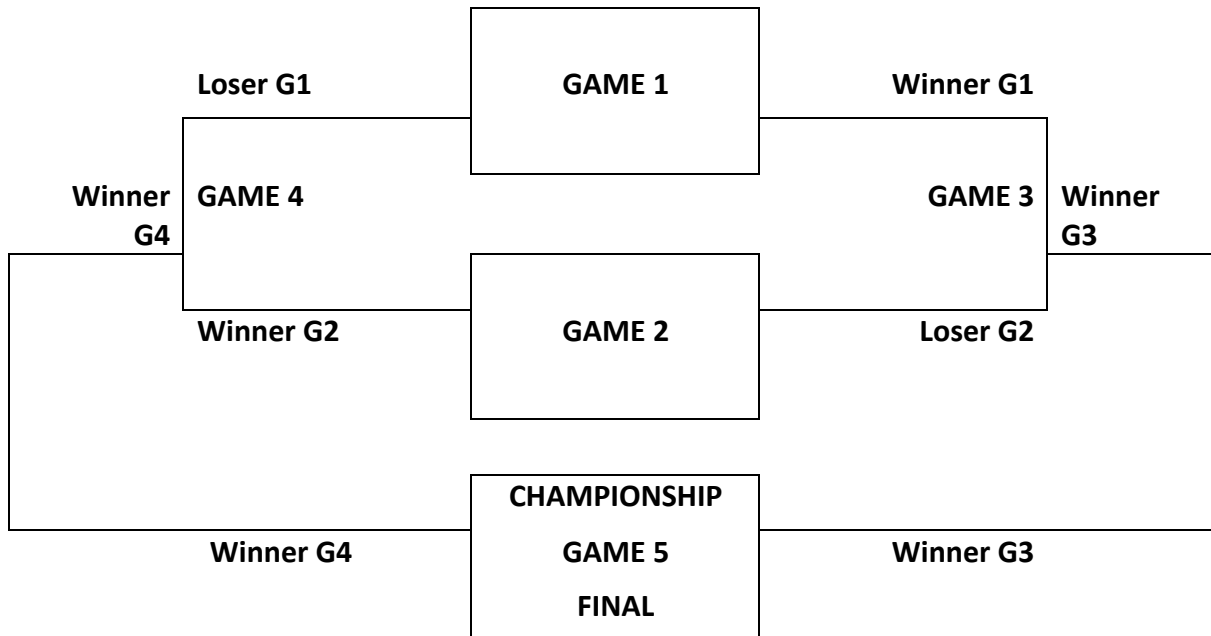 Loser G1
GAME 1
Winner G1
Winner
G4
GAME 4
GAME 3
Winner
G3
Winner G2
GAME 2
Loser G2
CHAMPIONSHIP
Winner G4
GAME 5
Winner G3
FINAL